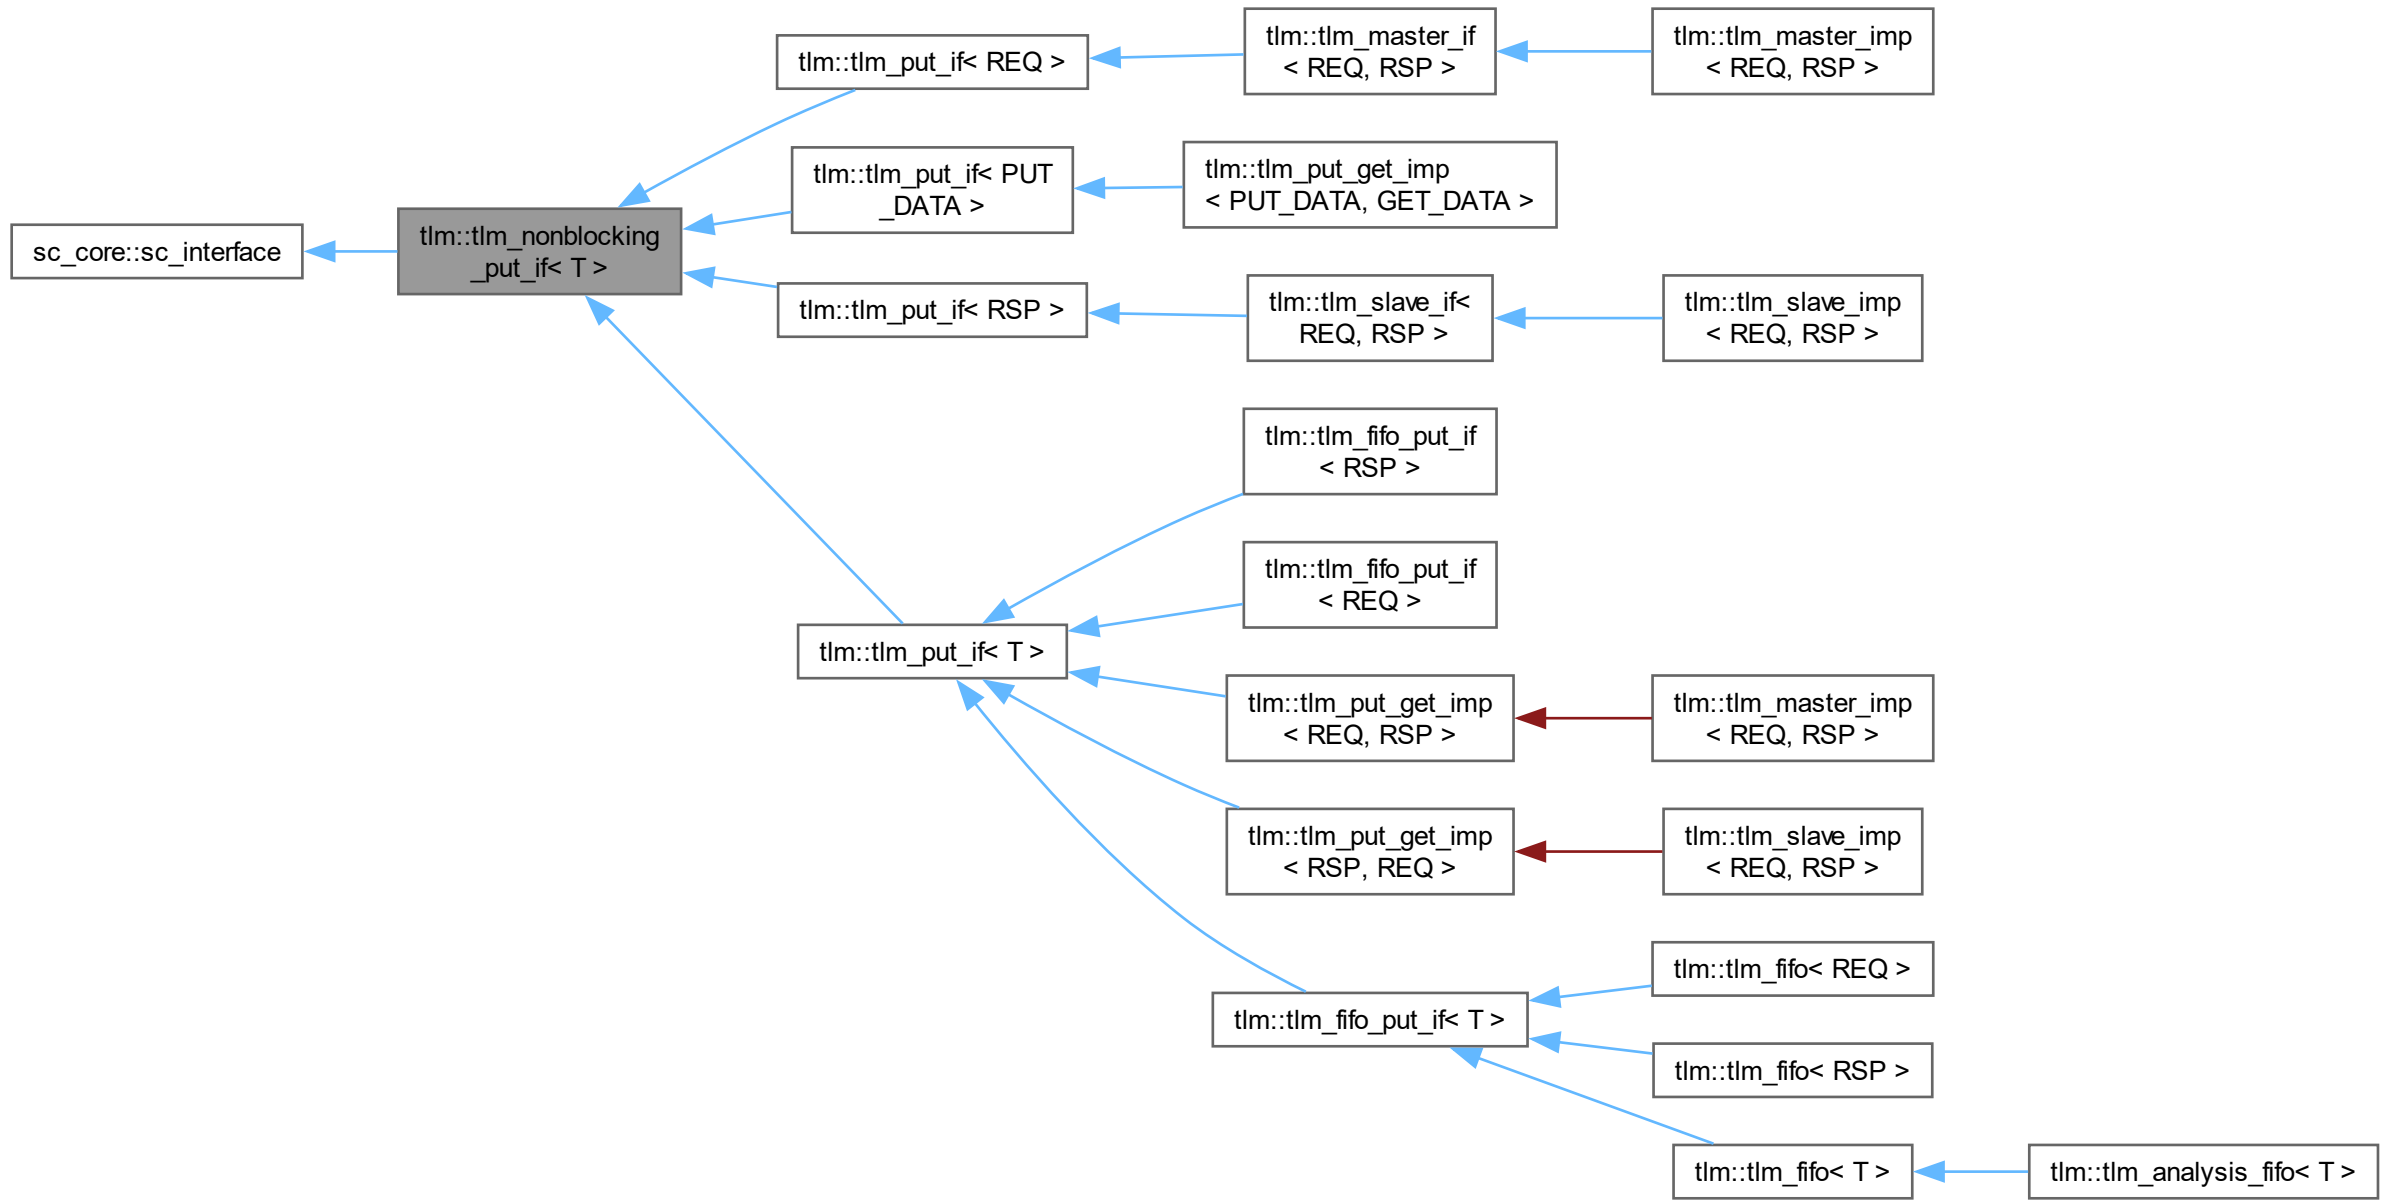 sc_core::sc_interface
tlm::tlm_nonblocking
_put_if< T >
tlm::tlm_put_if< REQ >
tlm::tlm_master_if
< REQ, RSP >
tlm::tlm_master_imp
< REQ, RSP >
tlm::tlm_put_if< PUT
_DATA >
tlm::tlm_put_get_imp
< PUT_DATA, GET_DATA >
tlm::tlm_put_if< RSP >
tlm::tlm_slave_if<
REQ, RSP >
tlm::tlm_slave_imp
< REQ, RSP >
tlm::tlm_put_if< T >
tlm::tlm_fifo_put_if
< RSP >
tlm::tlm_fifo_put_if
< REQ >
tlm::tlm_put_get_imp
< REQ, RSP >
tlm::tlm_master_imp
< REQ, RSP >
tlm::tlm_put_get_imp
< RSP, REQ >
tlm::tlm_slave_imp
< REQ, RSP >
tlm::tlm_fifo_put_if< T >
tlm::tlm_fifo< REQ >
tlm::tlm_fifo< RSP >
tlm::tlm_fifo< T >
tlm::tlm_analysis_fifo< T >